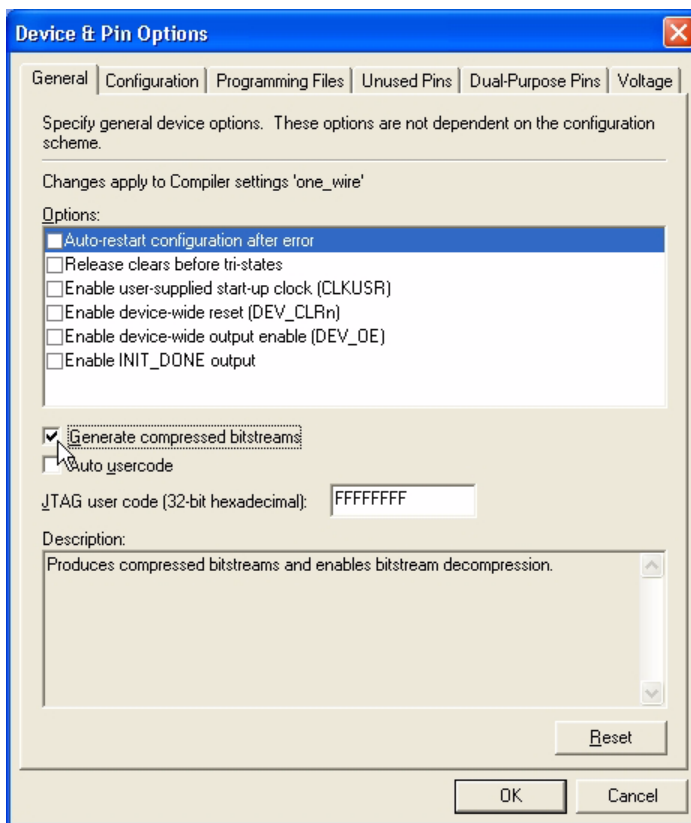 Device & Pin Options
General Configuration Programming Files Unused Pins Dual-Purpose Pins Voltage
Specify general device options. These options are not dependent on the configuration
scheme.
Changes apply to Compiler settings 'one_wire'
Options:
Auto-restart configuration after error
Release clears before tri-states
Enable user-supplied start-up clock (CLKUSR)
Enable device-wide reset (DEV_CLRn)
Enable device-wide output enable (DEV_OE)
Enable INIT_DONE output
Generate compressed bitstreams
Auto usercode
JTAG user code (32-bit hexadecimal): FFFFFFFF
Description:
Produces compressed bitstreams and enables bitstream decompression.
Reset
OK Cancel